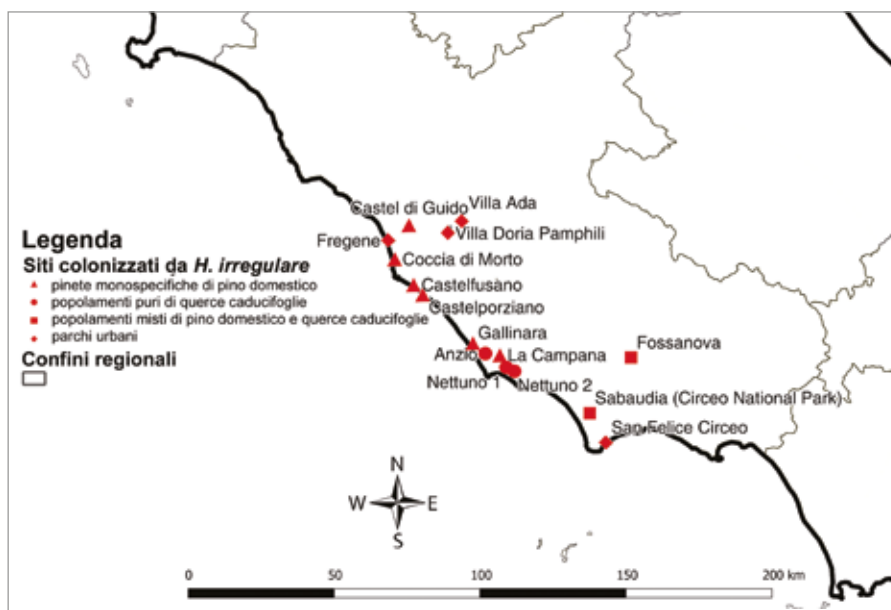 Villa Ada
Castel di Guido
Villa Doria Pamphili
Legenda
Fregene
Siti colonizzati da H. irregulare
Coccia di Morto
pinete monospecifiche di pino domestico
Castelfusano
popolamenti puri di querce caducifoglie
Castelporziano
popolamenti misti di pino domestico e querce caducifoglie
parchi urbani
Gallinara
Fossanova
Confini regionali
Anzio
La Campana
Nettuno 1
Nettuno 2
Sabaudia (Circeo National Park)
San Felice Circeo
N
W
E
S
0 50 100 150 200 km